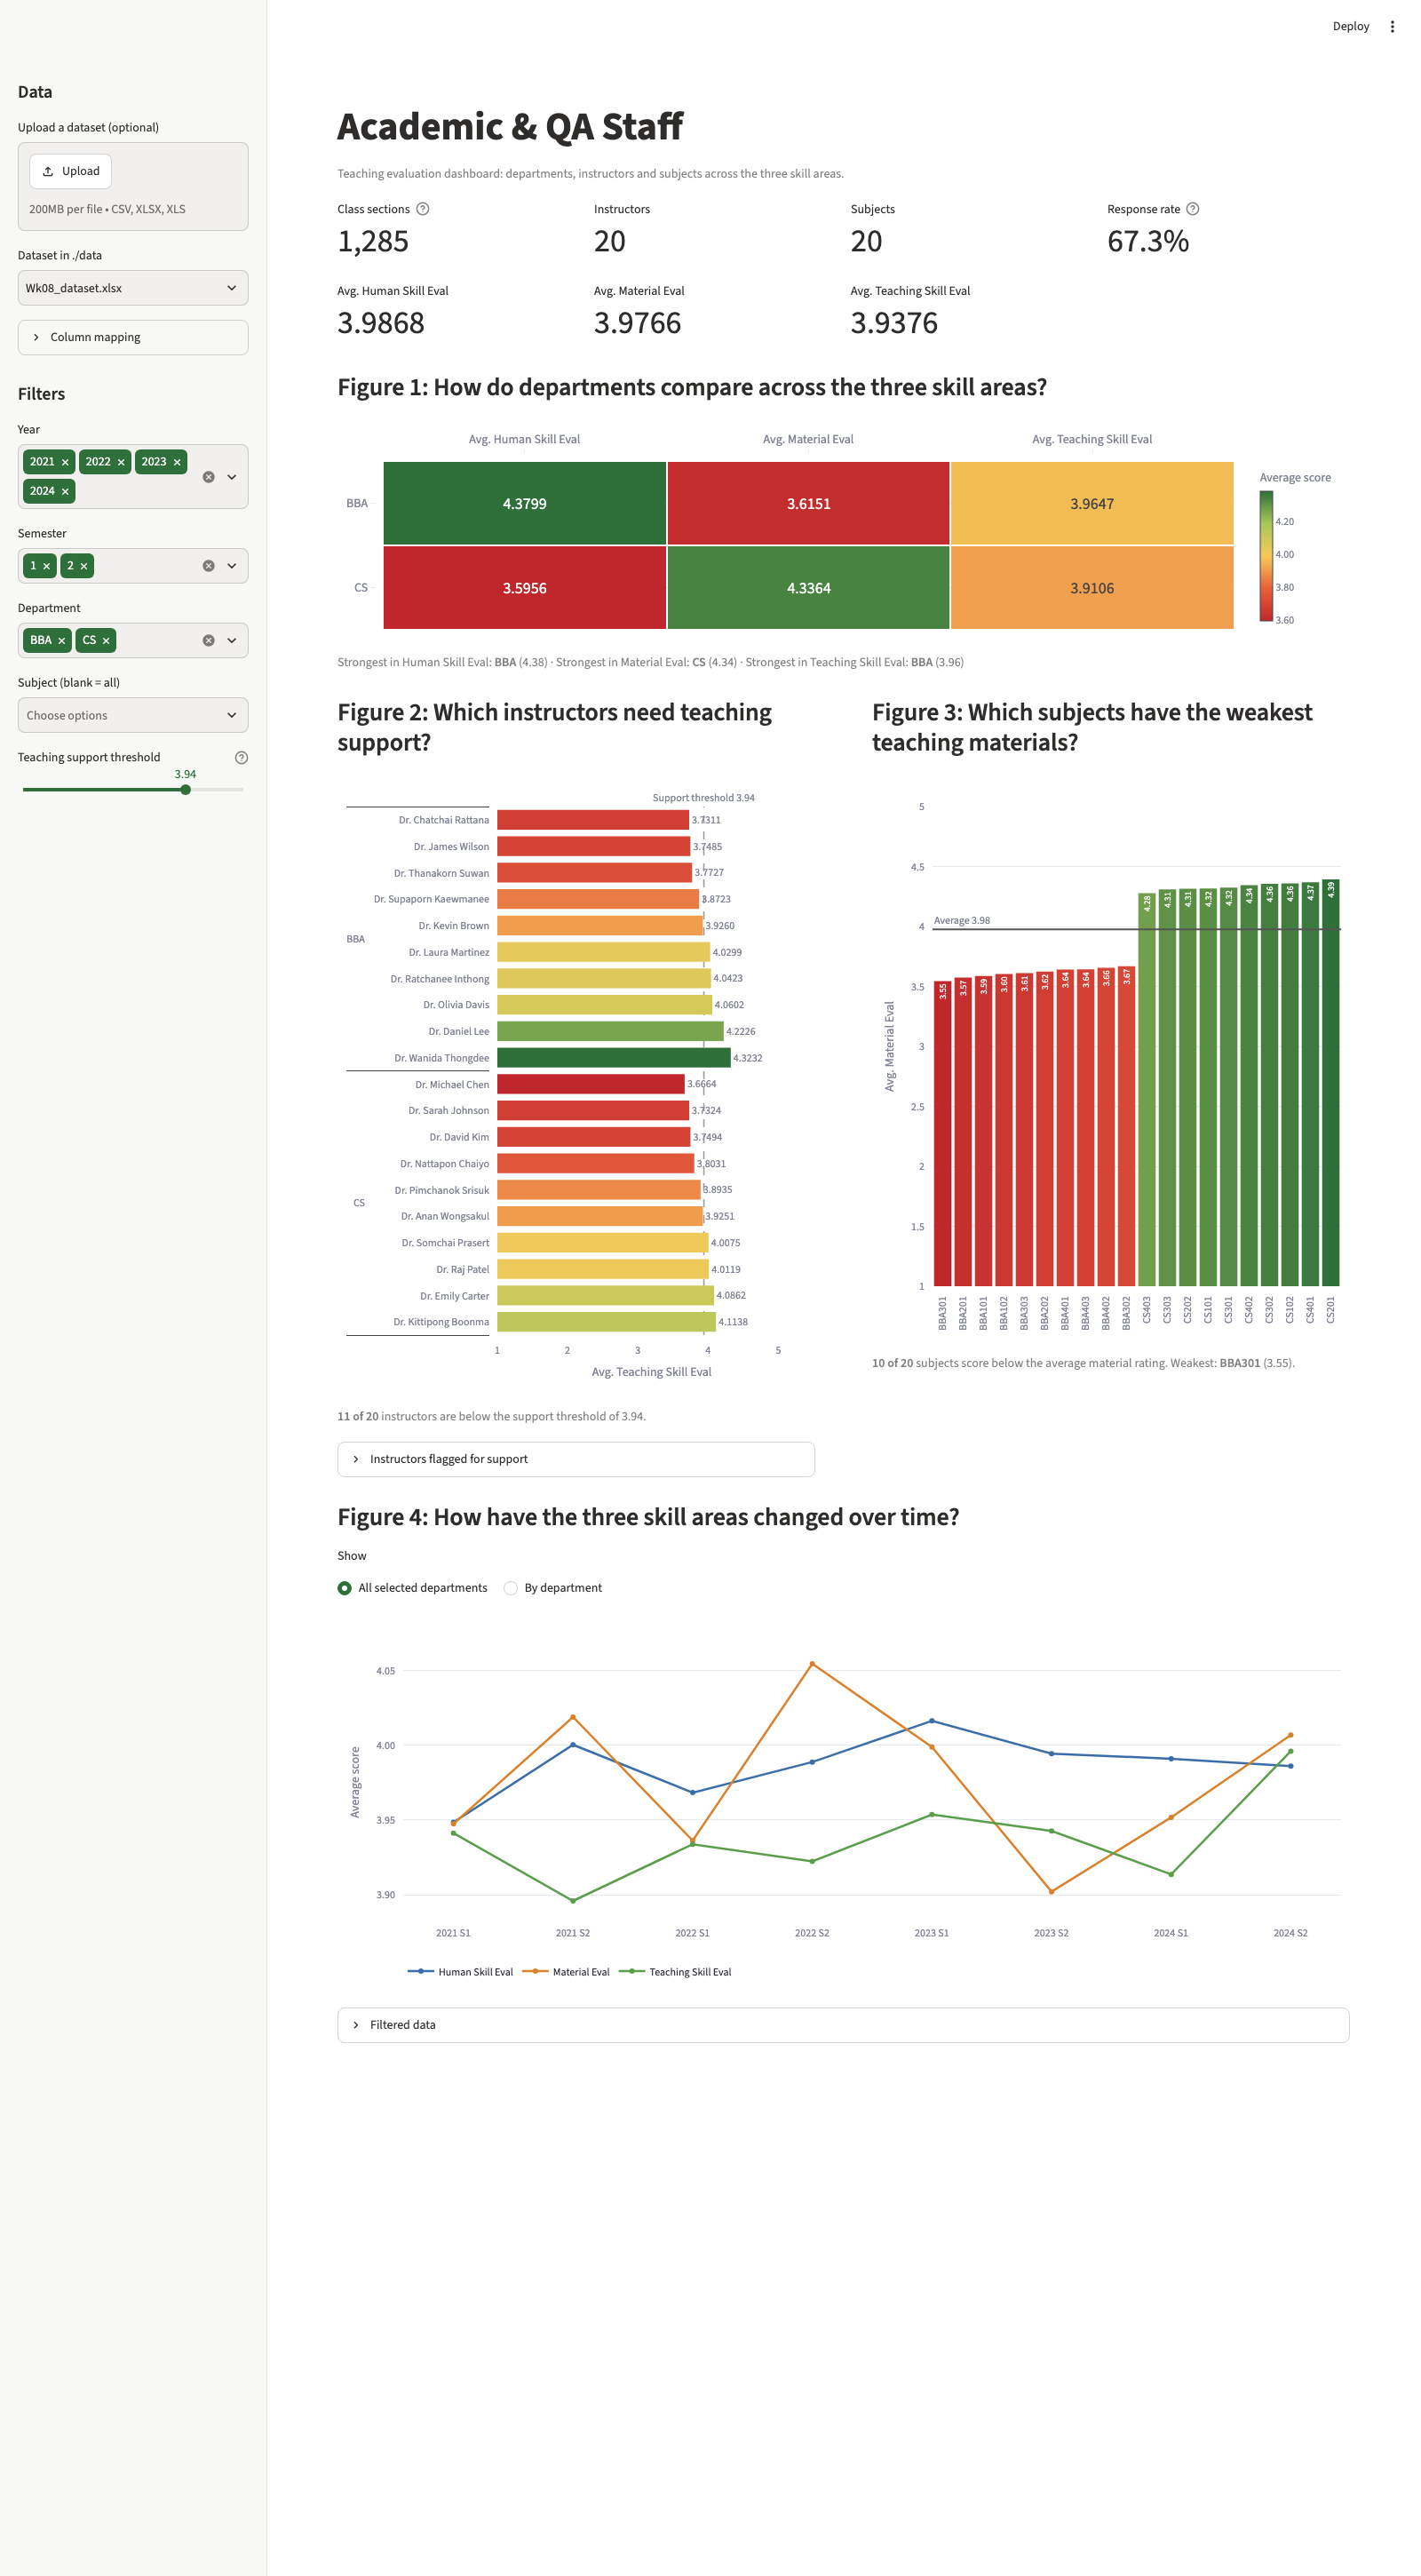 Deploy
Data
Upload a dataset (optional)
Upload
200MB per file • CSV, XLSX, XLS
Dataset in ./data
Wk08_dataset.xlsx
Column mapping
Filters
Year
2021 × 2022 × 2023 ×
2024 ×
Semester
1 × 2 ×
Department
BBA × CS ×
Subject (blank = all)
Choose options
Teaching support threshold
3.94
Academic & QA Staff
Teaching evaluation dashboard: departments, instructors and subjects across the three skill areas.
Class sections Instructors Subjects Response rate
1,285 20 20 67.3%
Avg. Human Skill Eval Avg. Material Eval Avg. Teaching Skill Eval
3.9868 3.9766 3.9376
Figure 1: How do departments compare across the three skill areas?
Avg. Human Skill Eval Avg. Material Eval Avg. Teaching Skill Eval
BBA 4.3799 3.6151 3.9647
CS 3.5956 4.3364 3.9106
Average score
4.20
4.00
3.80
3.60
Strongest in Human Skill Eval: BBA (4.38) · Strongest in Material Eval: CS (4.34) · Strongest in Teaching Skill Eval: BBA (3.96)
Figure 2: Which instructors need teaching
support?
Support threshold 3.94
BBA
Dr. Chatchai Rattana 3.7311
Dr. James Wilson 3.7485
Dr. Thanakorn Suwan 3.7727
Dr. Supaporn Kaewmanee 3.8723
Dr. Kevin Brown 3.9260
Dr. Laura Martinez 4.0299
Dr. Ratchanee Inthong 4.0423
Dr. Olivia Davis 4.0602
Dr. Daniel Lee 4.2226
Dr. Wanida Thongdee 4.3232
CS
Dr. Michael Chen 3.6664
Dr. Sarah Johnson 3.7324
Dr. David Kim 3.7494
Dr. Nattapon Chaiyo 3.8031
Dr. Pimchanok Srisuk 3.8935
Dr. Anan Wongsakul 3.9251
Dr. Somchai Prasert 4.0075
Dr. Raj Patel 4.0119
Dr. Emily Carter 4.0862
Dr. Kittipong Boonma 4.1138
1 2 3 4 5
Avg. Teaching Skill Eval
11 of 20 instructors are below the support threshold of 3.94.
Instructors flagged for support
Figure 3: Which subjects have the weakest
teaching materials?
5
4.5
4
3.5
3
2.5
2
1.5
1
Avg. Material Eval
Average 3.98
3.55 3.57 3.59 3.60 3.61 3.62 3.64 3.64 3.66 3.67 4.28 4.31 4.31 4.32 4.32 4.34 4.36 4.36 4.37 4.39
BBA301 BBA201 BBA101 BBA102 BBA303 BBA202 BBA401 BBA403 BBA402 BBA302 CS403 CS303 CS202 CS101 CS301 CS402 CS302 CS102 CS401 CS201
10 of 20 subjects score below the average material rating. Weakest: BBA301 (3.55).
Figure 4: How have the three skill areas changed over time?
Show
All selected departments By department
4.05
4.00
3.95
3.90
Average score
2021 S1 2021 S2 2022 S1 2022 S2 2023 S1 2023 S2 2024 S1 2024 S2
Human Skill Eval Material Eval Teaching Skill Eval
Filtered data